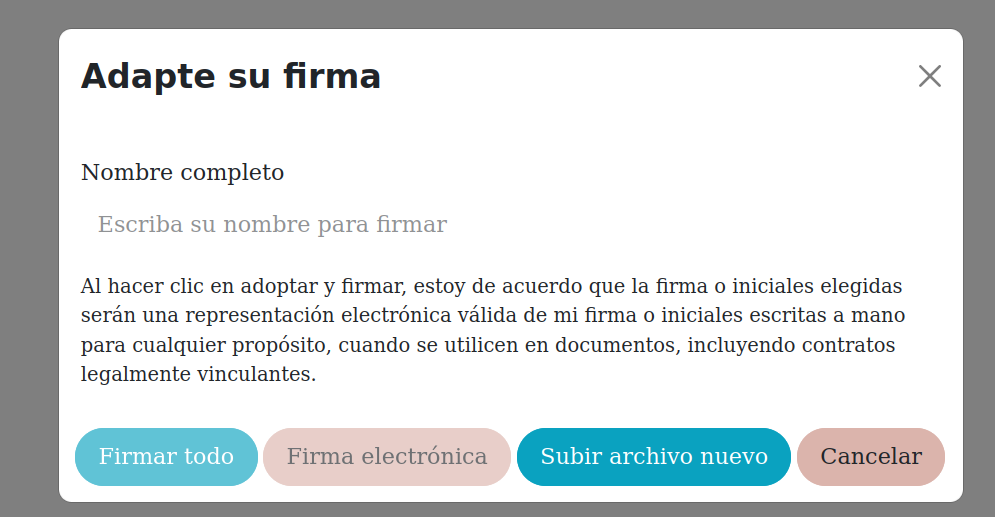 Adapte su firma
Nombre completo
Escriba su nombre para firmar
Al hacer clic en adoptar y firmar, estoy de acuerdo que la firma o iniciales elegidas
serán una representación electrónica válida de mi firma o iniciales escritas a mano
para cualquier propósito, cuando se utilicen en documentos, incluyendo contratos
legalmente vinculantes.
Firmar todo Firma electrónica Subir archivo nuevo Cancelar